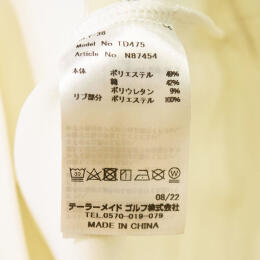 Model No. TD475
Article No. N87454
本体 ポリエステル 49%
綿 42%
ポリウレタン 9%
リブ部分 ポリエステル 100%
08/22
テーラーメイド ゴルフ株式会社
TEL.0570-019-079
MADE IN CHINA